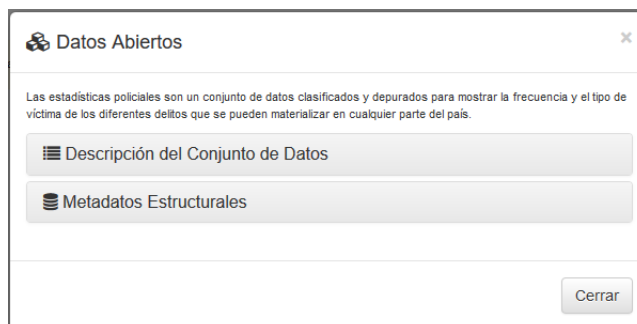 Datos Abiertos
×
Las estadísticas policiales son un conjunto de datos clasificados y depurados para mostrar la frecuencia y el tipo de
víctima de los diferentes delitos que se pueden materializar en cualquier parte del país.
Descripción del Conjunto de Datos
Metadatos Estructurales
Cerrar